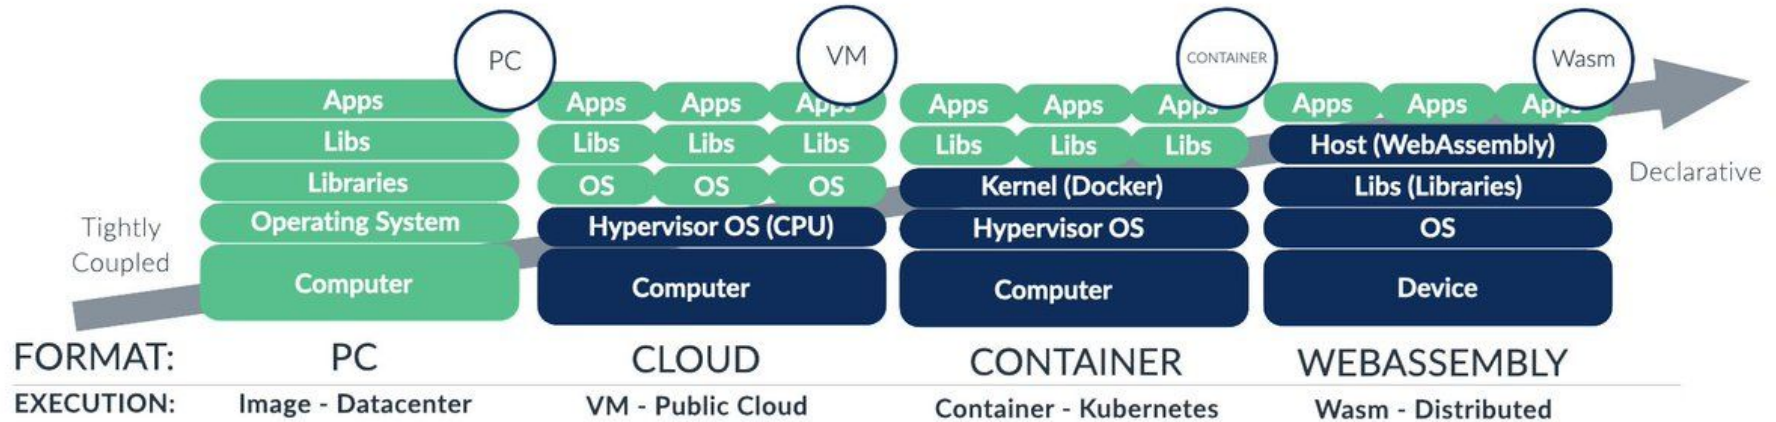 PC
VM
CONTAINER
Wasm
Apps
Libs
Libraries
Operating System
Computer
Apps Apps Apps
Libs Libs Libs
OS OS OS
Hypervisor OS (CPU)
Computer
Apps Apps Apps
Libs Libs Libs
Kernel (Docker)
Hypervisor OS
Computer
Apps Apps Apps
Host (WebAssembly)
Libs (Libraries)
OS
Device
Tightly
Coupled
Declarative
FORMAT: PC CLOUD CONTAINER WEBASSEMBLY
EXECUTION: Image - Datacenter VM - Public Cloud Container - Kubernetes Wasm - Distributed